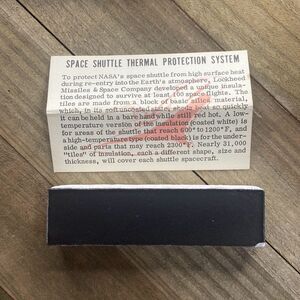 SPACE SHUTTLE THERMAL PROTECTION SYSTEM
To protect NASA's space shuttle from high surface heat
during re-entry into the Earth's atmosphere, Lockheed
Missiles & Space Company developed a unique insula-
tion designed to survive at least 100 space flights. The
tiles are made from a block of basic silica material,
which, in its soft uncoated state, sheds heat so quickly
it can be held in a bare hand while still red hot. A low-
temperature version of the insulation (coated white) is
for areas of the shuttle that reach 600° to 1200°F, and
a high-temperature type (coated black) is for the under-
side and parts that may reach 2300°F. Nearly 31,000
"tiles" of insulation, each a different shape, size and
thickness, will cover each shuttle spacecraft.